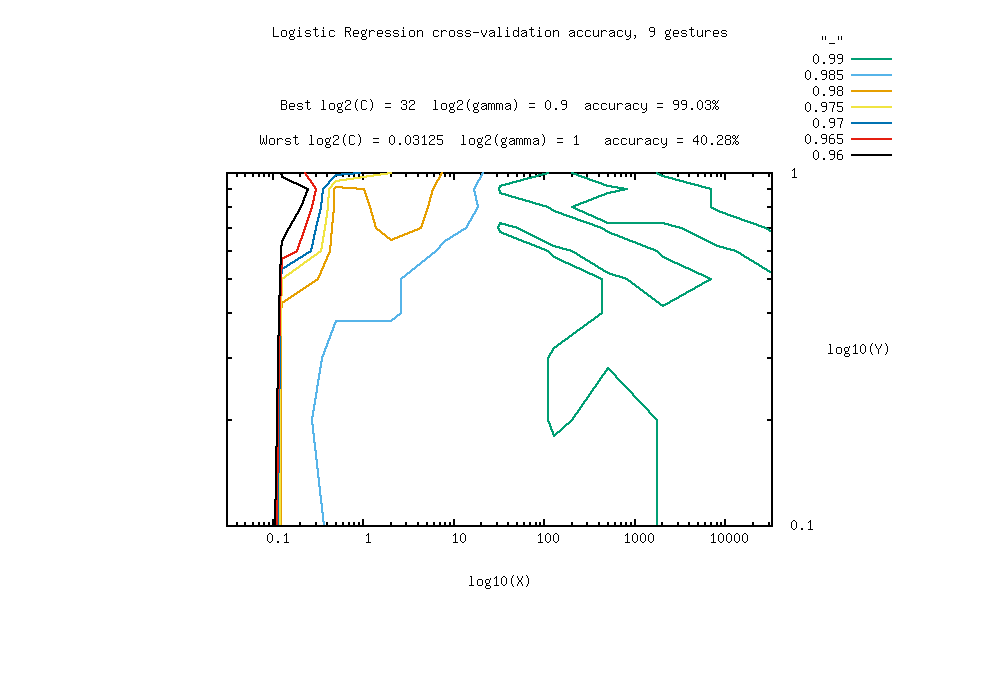 Logistic Regression cross-validation accuracy, 9 gestures
"_"
0.99
0.985
0.98
0.975
0.97
0.965
0.96
Best log2(C) = 32  log2(gamma) = 0.9  accuracy = 99.03%
Worst log2(C) = 0.03125  log2(gamma) = 1   accuracy = 40.28%
1
log10(Y)
0.1
0.1 1 10 100 1000 10000
log10(X)